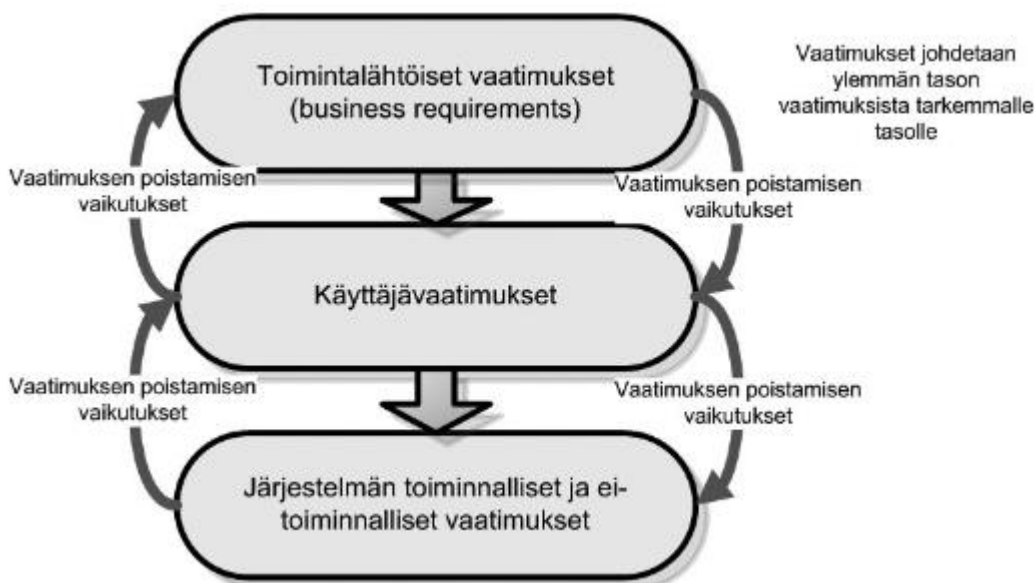 Toimintalähtöiset vaatimukset
(business requirements)
Vaatimukset johdetaan
ylemmän tason
vaatimuksista tarkemmalle
tasolle
Vaatimuksen poistamisen
vaikutukset
Vaatimuksen poistamisen
vaikutukset
Käyttäjävaatimukset
Vaatimuksen poistamisen
vaikutukset
Vaatimuksen poistamisen
vaikutukset
Järjestelmän toiminnalliset ja ei-
toiminnalliset vaatimukset